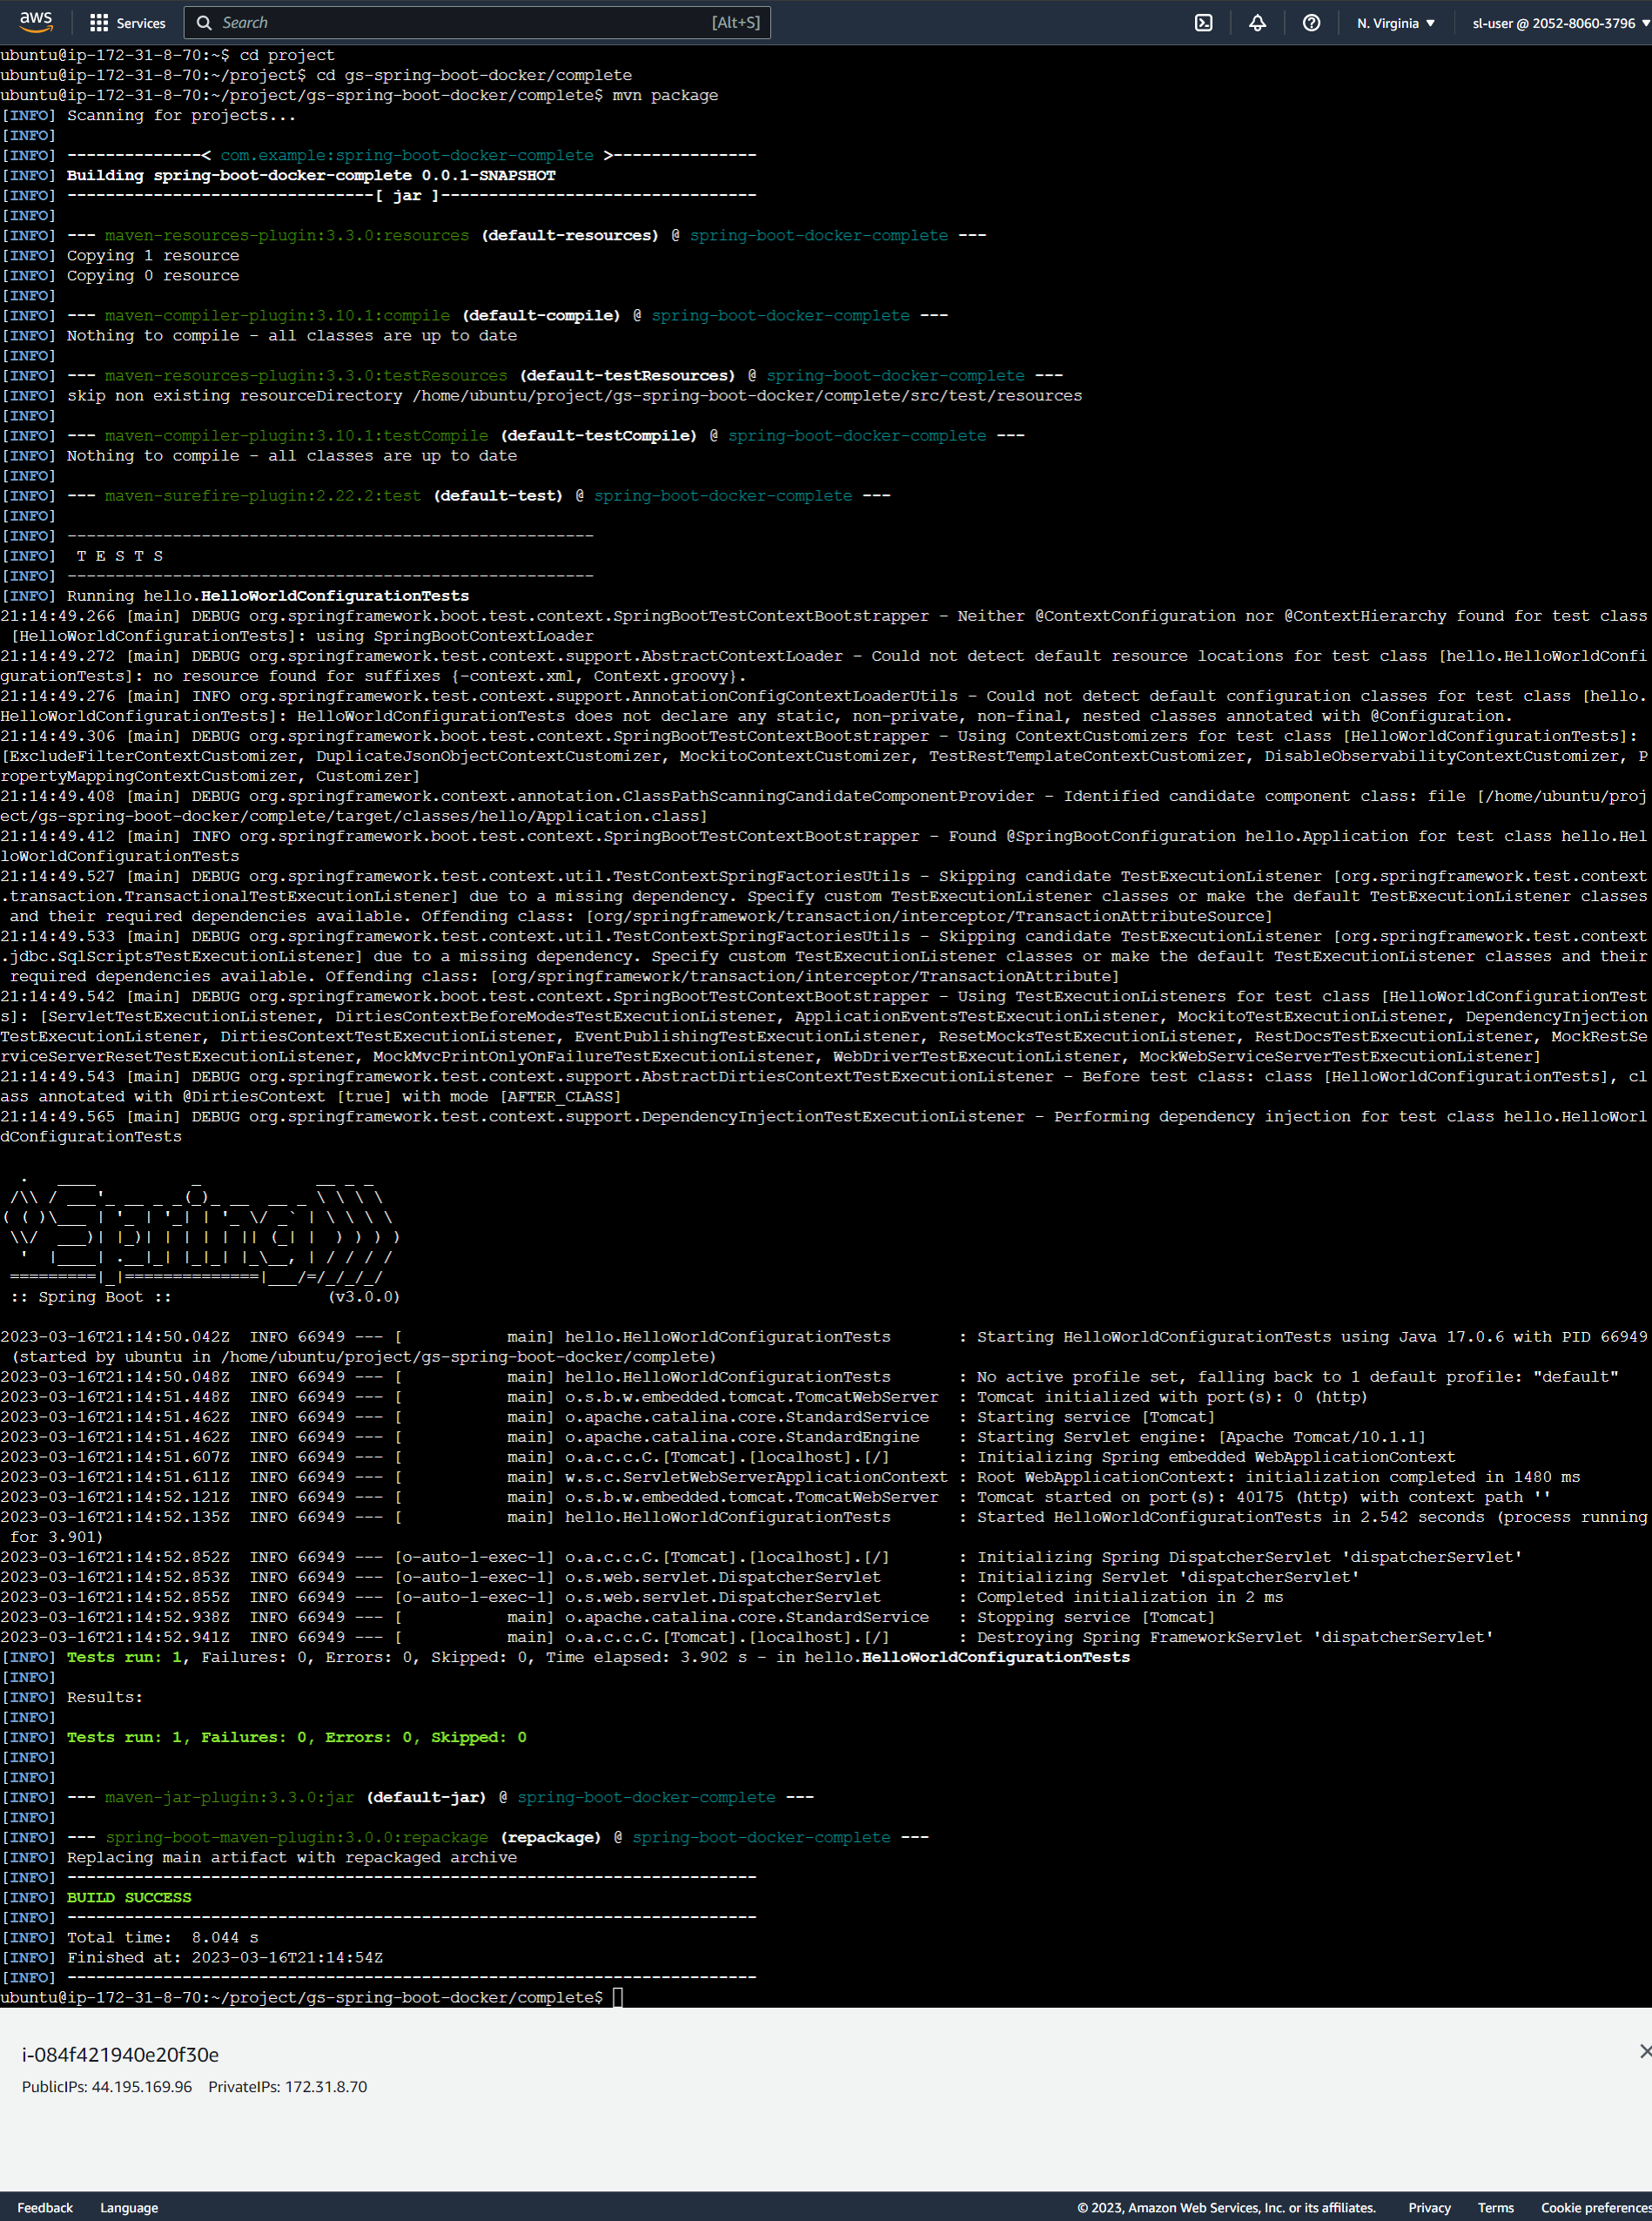 aws Services Search [Alt+S] N. Virginia ▼ sl-user @ 2052-8060-3796 ▼
ubuntu@ip-172-31-8-70:~$ cd project
ubuntu@ip-172-31-8-70:~/project$ cd gs-spring-boot-docker/complete
ubuntu@ip-172-31-8-70:~/project/gs-spring-boot-docker/complete$ mvn package
[INFO] Scanning for projects...
[INFO]
[INFO] --------------< com.example:spring-boot-docker-complete >---------------
[INFO] Building spring-boot-docker-complete 0.0.1-SNAPSHOT
[INFO] --------------------------------[ jar ]---------------------------------
[INFO]
[INFO] --- maven-resources-plugin:3.3.0:resources (default-resources) @ spring-boot-docker-complete ---
[INFO] Copying 1 resource
[INFO] Copying 0 resource
[INFO]
[INFO] --- maven-compiler-plugin:3.10.1:compile (default-compile) @ spring-boot-docker-complete ---
[INFO] Nothing to compile - all classes are up to date
[INFO]
[INFO] --- maven-resources-plugin:3.3.0:testResources (default-testResources) @ spring-boot-docker-complete ---
[INFO] skip non existing resourceDirectory /home/ubuntu/project/gs-spring-boot-docker/complete/src/test/resources
[INFO]
[INFO] --- maven-compiler-plugin:3.10.1:testCompile (default-testCompile) @ spring-boot-docker-complete ---
[INFO] Nothing to compile - all classes are up to date
[INFO]
[INFO] --- maven-surefire-plugin:2.22.2:test (default-test) @ spring-boot-docker-complete ---
[INFO]
[INFO] -------------------------------------------------------
[INFO]  T E S T S
[INFO] -------------------------------------------------------
[INFO] Running hello.HelloWorldConfigurationTests
21:14:49.266 [main] DEBUG org.springframework.boot.test.context.SpringBootTestContextBootstrapper - Neither @ContextConfiguration nor @ContextHierarchy found for test class
 [HelloWorldConfigurationTests]: using SpringBootContextLoader
21:14:49.272 [main] DEBUG org.springframework.test.context.support.AbstractContextLoader - Could not detect default resource locations for test class [hello.HelloWorldConfi
gurationTests]: no resource found for suffixes {-context.xml, Context.groovy}.
21:14:49.276 [main] INFO org.springframework.test.context.support.AnnotationConfigContextLoaderUtils - Could not detect default configuration classes for test class [hello.
HelloWorldConfigurationTests]: HelloWorldConfigurationTests does not declare any static, non-private, non-final, nested classes annotated with @Configuration.
21:14:49.306 [main] DEBUG org.springframework.boot.test.context.SpringBootTestContextBootstrapper - Using ContextCustomizers for test class [HelloWorldConfigurationTests]:
[ExcludeFilterContextCustomizer, DuplicateJsonObjectContextCustomizer, MockitoContextCustomizer, TestRestTemplateContextCustomizer, DisableObservabilityContextCustomizer, P
ropertyMappingContextCustomizer, Customizer]
21:14:49.408 [main] DEBUG org.springframework.context.annotation.ClassPathScanningCandidateComponentProvider - Identified candidate component class: file [/home/ubuntu/proj
ect/gs-spring-boot-docker/complete/target/classes/hello/Application.class]
21:14:49.412 [main] INFO org.springframework.boot.test.context.SpringBootTestContextBootstrapper - Found @SpringBootConfiguration hello.Application for test class hello.Hel
loWorldConfigurationTests
21:14:49.527 [main] DEBUG org.springframework.test.context.util.TestContextSpringFactoriesUtils - Skipping candidate TestExecutionListener [org.springframework.test.context
.transaction.TransactionalTestExecutionListener] due to a missing dependency. Specify custom TestExecutionListener classes or make the default TestExecutionListener classes
 and their required dependencies available. Offending class: [org/springframework/transaction/interceptor/TransactionAttributeSource]
21:14:49.533 [main] DEBUG org.springframework.test.context.util.TestContextSpringFactoriesUtils - Skipping candidate TestExecutionListener [org.springframework.test.context
.jdbc.SqlScriptsTestExecutionListener] due to a missing dependency. Specify custom TestExecutionListener classes or make the default TestExecutionListener classes and their
 required dependencies available. Offending class: [org/springframework/transaction/interceptor/TransactionAttribute]
21:14:49.542 [main] DEBUG org.springframework.boot.test.context.SpringBootTestContextBootstrapper - Using TestExecutionListeners for test class [HelloWorldConfigurationTest
s]: [ServletTestExecutionListener, DirtiesContextBeforeModesTestExecutionListener, ApplicationEventsTestExecutionListener, MockitoTestExecutionListener, DependencyInjection
TestExecutionListener, DirtiesContextTestExecutionListener, EventPublishingTestExecutionListener, ResetMocksTestExecutionListener, RestDocsTestExecutionListener, MockRestSe
rviceServerResetTestExecutionListener, MockMvcPrintOnlyOnFailureTestExecutionListener, WebDriverTestExecutionListener, MockWebServiceServerTestExecutionListener]
21:14:49.543 [main] DEBUG org.springframework.test.context.support.AbstractDirtiesContextTestExecutionListener - Before test class: class [HelloWorldConfigurationTests], cl
ass annotated with @DirtiesContext [true] with mode [AFTER_CLASS]
21:14:49.565 [main] DEBUG org.springframework.test.context.support.DependencyInjectionTestExecutionListener - Performing dependency injection for test class hello.HelloWorl
dConfigurationTests
  .   ____          _            __ _ _
 /\\ / ___'_ __ _ _(_)_ __  __ _ \ \ \ \
( ( )\___ | '_ | '_| | '_ \/ _` | \ \ \ \
 \\/  ___)| |_)| | | | | || (_| |  ) ) ) )
  '  |____| .__|_| |_|_| |_\__, | / / / /
 =========|_|==============|___/=/_/_/_/
 :: Spring Boot ::                (v3.0.0)
2023-03-16T21:14:50.042Z  INFO 66949 --- [           main] hello.HelloWorldConfigurationTests       : Starting HelloWorldConfigurationTests using Java 17.0.6 with PID 66949
 (started by ubuntu in /home/ubuntu/project/gs-spring-boot-docker/complete)
2023-03-16T21:14:50.048Z  INFO 66949 --- [           main] hello.HelloWorldConfigurationTests       : No active profile set, falling back to 1 default profile: "default"
2023-03-16T21:14:51.448Z  INFO 66949 --- [           main] o.s.b.w.embedded.tomcat.TomcatWebServer  : Tomcat initialized with port(s): 0 (http)
2023-03-16T21:14:51.462Z  INFO 66949 --- [           main] o.apache.catalina.core.StandardService   : Starting service [Tomcat]
2023-03-16T21:14:51.462Z  INFO 66949 --- [           main] o.apache.catalina.core.StandardEngine    : Starting Servlet engine: [Apache Tomcat/10.1.1]
2023-03-16T21:14:51.607Z  INFO 66949 --- [           main] o.a.c.c.C.[Tomcat].[localhost].[/]       : Initializing Spring embedded WebApplicationContext
2023-03-16T21:14:51.611Z  INFO 66949 --- [           main] w.s.c.ServletWebServerApplicationContext : Root WebApplicationContext: initialization completed in 1480 ms
2023-03-16T21:14:52.121Z  INFO 66949 --- [           main] o.s.b.w.embedded.tomcat.TomcatWebServer  : Tomcat started on port(s): 40175 (http) with context path ''
2023-03-16T21:14:52.135Z  INFO 66949 --- [           main] hello.HelloWorldConfigurationTests       : Started HelloWorldConfigurationTests in 2.542 seconds (process running
 for 3.901)
2023-03-16T21:14:52.852Z  INFO 66949 --- [o-auto-1-exec-1] o.a.c.c.C.[Tomcat].[localhost].[/]       : Initializing Spring DispatcherServlet 'dispatcherServlet'
2023-03-16T21:14:52.853Z  INFO 66949 --- [o-auto-1-exec-1] o.s.web.servlet.DispatcherServlet        : Initializing Servlet 'dispatcherServlet'
2023-03-16T21:14:52.855Z  INFO 66949 --- [o-auto-1-exec-1] o.s.web.servlet.DispatcherServlet        : Completed initialization in 2 ms
2023-03-16T21:14:52.938Z  INFO 66949 --- [           main] o.apache.catalina.core.StandardService   : Stopping service [Tomcat]
2023-03-16T21:14:52.941Z  INFO 66949 --- [           main] o.a.c.c.C.[Tomcat].[localhost].[/]       : Destroying Spring FrameworkServlet 'dispatcherServlet'
[INFO] Tests run: 1, Failures: 0, Errors: 0, Skipped: 0, Time elapsed: 3.902 s - in hello.HelloWorldConfigurationTests
[INFO]
[INFO] Results:
[INFO]
[INFO] Tests run: 1, Failures: 0, Errors: 0, Skipped: 0
[INFO]
[INFO]
[INFO] --- maven-jar-plugin:3.3.0:jar (default-jar) @ spring-boot-docker-complete ---
[INFO]
[INFO] --- spring-boot-maven-plugin:3.0.0:repackage (repackage) @ spring-boot-docker-complete ---
[INFO] Replacing main artifact with repackaged archive
[INFO] ------------------------------------------------------------------------
[INFO] BUILD SUCCESS
[INFO] ------------------------------------------------------------------------
[INFO] Total time:  8.044 s
[INFO] Finished at: 2023-03-16T21:14:54Z
[INFO] ------------------------------------------------------------------------
ubuntu@ip-172-31-8-70:~/project/gs-spring-boot-docker/complete$
i-084f421940e20f30e
PublicIPs: 44.195.169.96 PrivateIPs: 172.31.8.70
Feedback Language © 2023, Amazon Web Services, Inc. or its affiliates. Privacy Terms Cookie preferences